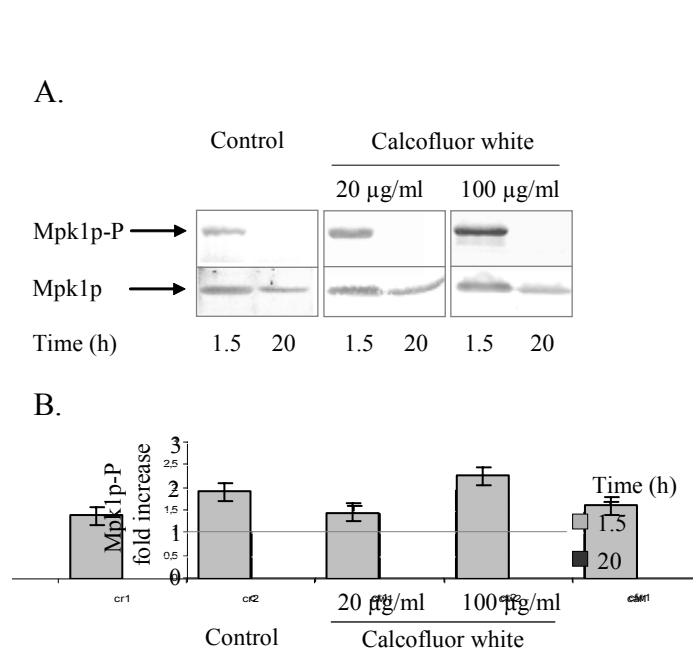 A.
Control Calcofluor white
20 µg/ml 100 µg/ml
Mpk1p-P
Mpk1p
Time (h) 1.5 20 1.5 20 1.5 20
B.
Mpk1p-P
fold increase
3
2,5
2
1,5
1
0,5
0
Time (h)
1.5
20
cr1 cr2
20 µg/ml 100 µg/ml
Control Calcofluor white